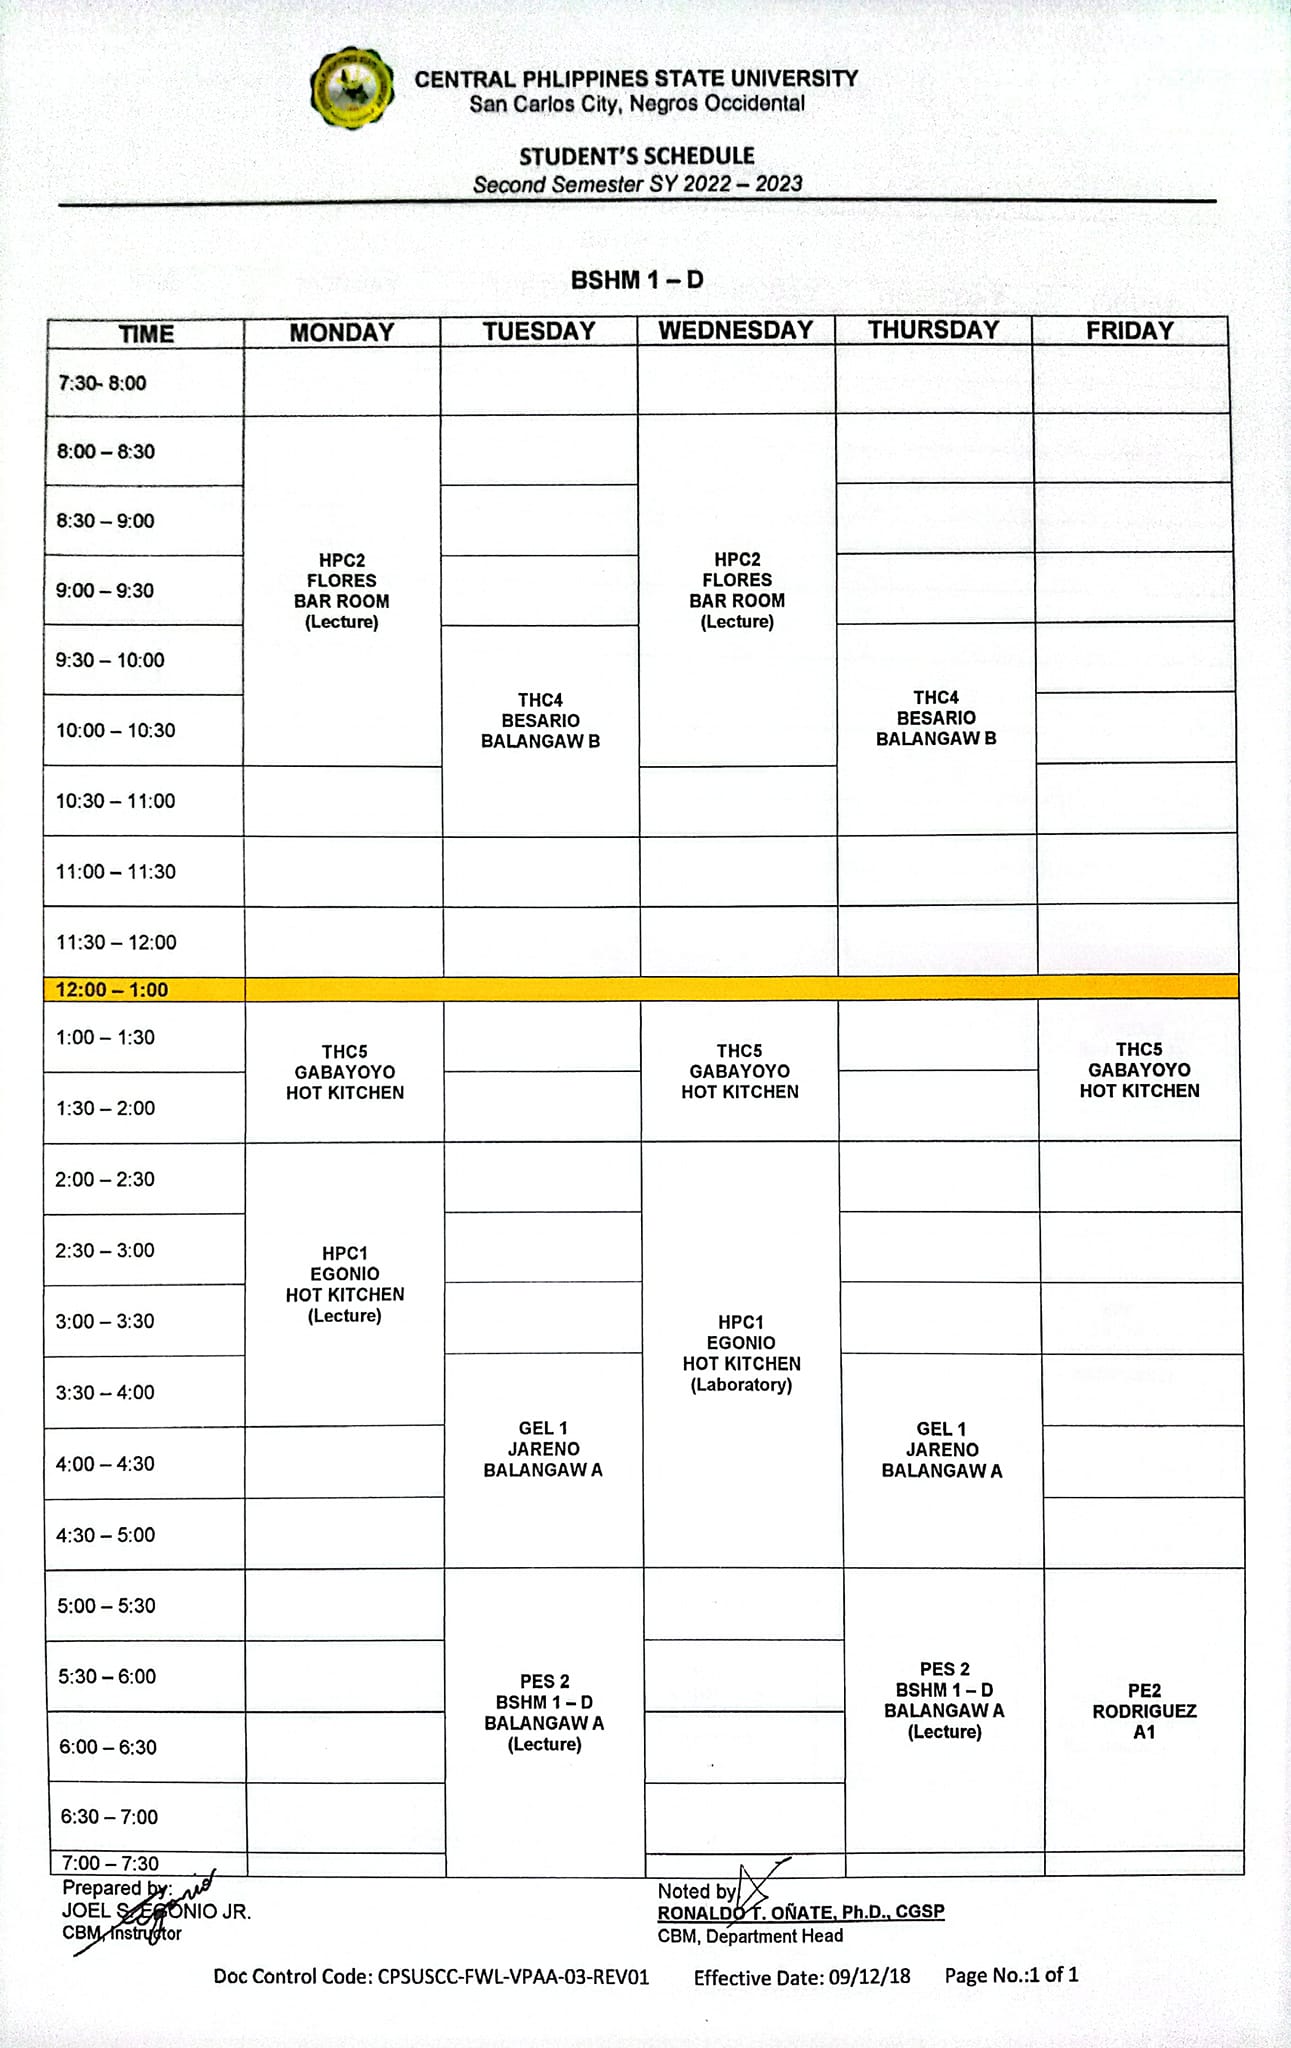 CENTRAL PHLIPPINES STATE UNIVERSITY
San Carlos City, Negros Occidental
STUDENT'S SCHEDULE
Second Semester SY 2022 – 2023
BSHM 1 – D
TIME MONDAY TUESDAY WEDNESDAY THURSDAY FRIDAY
7:30- 8:00
8:00 – 8:30
8:30 – 9:00
HPC2
FLORES
BAR ROOM
(Lecture)
HPC2
FLORES
BAR ROOM
(Lecture)
9:00 – 9:30
9:30 – 10:00
THC4
BESARIO
BALANGAW B
THC4
BESARIO
BALANGAW B
10:00 – 10:30
10:30 – 11:00
11:00 – 11:30
11:30 – 12:00
12:00 – 1:00
1:00 – 1:30
THC5
GABAYOYO
HOT KITCHEN
THC5
GABAYOYO
HOT KITCHEN
THC5
GABAYOYO
HOT KITCHEN
1:30 – 2:00
2:00 – 2:30
2:30 – 3:00
HPC1
EGONIO
HOT KITCHEN
(Lecture)
3:00 – 3:30
HPC1
EGONIO
HOT KITCHEN
(Laboratory)
3:30 – 4:00
GEL 1
JARENO
BALANGAW A
GEL 1
JARENO
BALANGAW A
4:00 – 4:30
4:30 – 5:00
5:00 – 5:30
5:30 – 6:00
PES 2
BSHM 1 – D
BALANGAW A
(Lecture)
PES 2
BSHM 1 – D
BALANGAW A
(Lecture)
PE2
RODRIGUEZ
A1
6:00 – 6:30
6:30 – 7:00
7:00 – 7:30
Prepared by:
JOEL S. EGONIO JR.
CBM, Instructor
Noted by
RONALDO T. OÑATE, Ph.D., CGSP
CBM, Department Head
Doc Control Code: CPSUSCC-FWL-VPAA-03-REV01 Effective Date: 09/12/18 Page No.:1 of 1